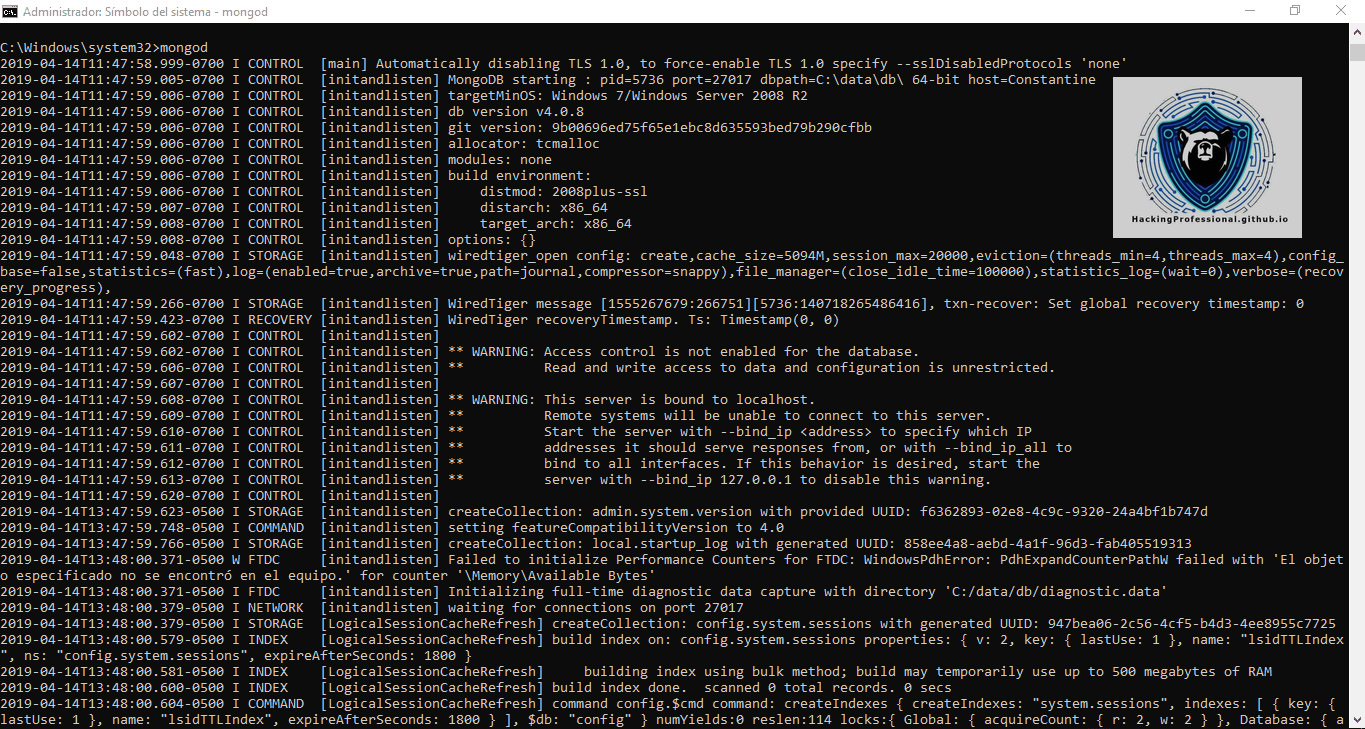 Administrador: Símbolo del sistema - mongod
C:\Windows\system32>mongod
2019-04-14T11:47:58.999-0700 I CONTROL  [main] Automatically disabling TLS 1.0, to force-enable TLS 1.0 specify --sslDisabledProtocols 'none'
2019-04-14T11:47:59.005-0700 I CONTROL  [initandlisten] MongoDB starting : pid=5736 port=27017 dbpath=C:\data\db\ 64-bit host=Constantine
2019-04-14T11:47:59.006-0700 I CONTROL  [initandlisten] targetMinOS: Windows 7/Windows Server 2008 R2
2019-04-14T11:47:59.006-0700 I CONTROL  [initandlisten] db version v4.0.8
2019-04-14T11:47:59.006-0700 I CONTROL  [initandlisten] git version: 9b00696ed75f65e1ebc8d635593bed79b290cfbb
2019-04-14T11:47:59.006-0700 I CONTROL  [initandlisten] allocator: tcmalloc
2019-04-14T11:47:59.006-0700 I CONTROL  [initandlisten] modules: none
2019-04-14T11:47:59.006-0700 I CONTROL  [initandlisten] build environment:
2019-04-14T11:47:59.006-0700 I CONTROL  [initandlisten]     distmod: 2008plus-ssl
2019-04-14T11:47:59.007-0700 I CONTROL  [initandlisten]     distarch: x86_64
2019-04-14T11:47:59.008-0700 I CONTROL  [initandlisten]     target_arch: x86_64
2019-04-14T11:47:59.008-0700 I CONTROL  [initandlisten] options: {}
2019-04-14T11:47:59.048-0700 I STORAGE  [initandlisten] wiredtiger_open config: create,cache_size=5094M,session_max=20000,eviction=(threads_min=4,threads_max=4),config_
base=false,statistics=(fast),log=(enabled=true,archive=true,path=journal,compressor=snappy),file_manager=(close_idle_time=100000),statistics_log=(wait=0),verbose=(recov
ery_progress),
2019-04-14T11:47:59.266-0700 I STORAGE  [initandlisten] WiredTiger message [1555267679:266751][5736:140718265486416], txn-recover: Set global recovery timestamp: 0
2019-04-14T11:47:59.423-0700 I RECOVERY [initandlisten] WiredTiger recoveryTimestamp. Ts: Timestamp(0, 0)
2019-04-14T11:47:59.602-0700 I CONTROL  [initandlisten]
2019-04-14T11:47:59.602-0700 I CONTROL  [initandlisten] ** WARNING: Access control is not enabled for the database.
2019-04-14T11:47:59.606-0700 I CONTROL  [initandlisten] **          Read and write access to data and configuration is unrestricted.
2019-04-14T11:47:59.607-0700 I CONTROL  [initandlisten]
2019-04-14T11:47:59.608-0700 I CONTROL  [initandlisten] ** WARNING: This server is bound to localhost.
2019-04-14T11:47:59.609-0700 I CONTROL  [initandlisten] **          Remote systems will be unable to connect to this server.
2019-04-14T11:47:59.610-0700 I CONTROL  [initandlisten] **          Start the server with --bind_ip <address> to specify which IP
2019-04-14T11:47:59.611-0700 I CONTROL  [initandlisten] **          addresses it should serve responses from, or with --bind_ip_all to
2019-04-14T11:47:59.612-0700 I CONTROL  [initandlisten] **          bind to all interfaces. If this behavior is desired, start the
2019-04-14T11:47:59.613-0700 I CONTROL  [initandlisten] **          server with --bind_ip 127.0.0.1 to disable this warning.
2019-04-14T11:47:59.620-0700 I CONTROL  [initandlisten]
2019-04-14T13:47:59.623-0500 I STORAGE  [initandlisten] createCollection: admin.system.version with provided UUID: f6362893-02e8-4c9c-9320-24a4bf1b747d
2019-04-14T13:47:59.748-0500 I COMMAND  [initandlisten] setting featureCompatibilityVersion to 4.0
2019-04-14T13:47:59.766-0500 I STORAGE  [initandlisten] createCollection: local.startup_log with generated UUID: 858ee4a8-aebd-4a1f-96d3-fab405519313
2019-04-14T13:48:00.371-0500 W FTDC     [initandlisten] Failed to initialize Performance Counters for FTDC: WindowsPdhError: PdhExpandCounterPathW failed with 'El objet
o especificado no se encontró en el equipo.' for counter '\Memory\Available Bytes'
2019-04-14T13:48:00.371-0500 I FTDC     [initandlisten] Initializing full-time diagnostic data capture with directory 'C:/data/db/diagnostic.data'
2019-04-14T13:48:00.379-0500 I NETWORK  [initandlisten] waiting for connections on port 27017
2019-04-14T13:48:00.379-0500 I STORAGE  [LogicalSessionCacheRefresh] createCollection: config.system.sessions with generated UUID: 947bea06-2c56-4cf5-b4d3-4ee8955c7725
2019-04-14T13:48:00.579-0500 I INDEX    [LogicalSessionCacheRefresh] build index on: config.system.sessions properties: { v: 2, key: { lastUse: 1 }, name: "lsidTTLIndex
", ns: "config.system.sessions", expireAfterSeconds: 1800 }
2019-04-14T13:48:00.581-0500 I INDEX    [LogicalSessionCacheRefresh]     building index using bulk method; build may temporarily use up to 500 megabytes of RAM
2019-04-14T13:48:00.600-0500 I INDEX    [LogicalSessionCacheRefresh] build index done.  scanned 0 total records. 0 secs
2019-04-14T13:48:00.604-0500 I COMMAND  [LogicalSessionCacheRefresh] command config.$cmd command: createIndexes { createIndexes: "system.sessions", indexes: [ { key: {
lastUse: 1 }, name: "lsidTTLIndex", expireAfterSeconds: 1800 } ], $db: "config" } numYields:0 reslen:114 locks:{ Global: { acquireCount: { r: 2, w: 2 } }, Database: { a
HackingProfessional.github.io